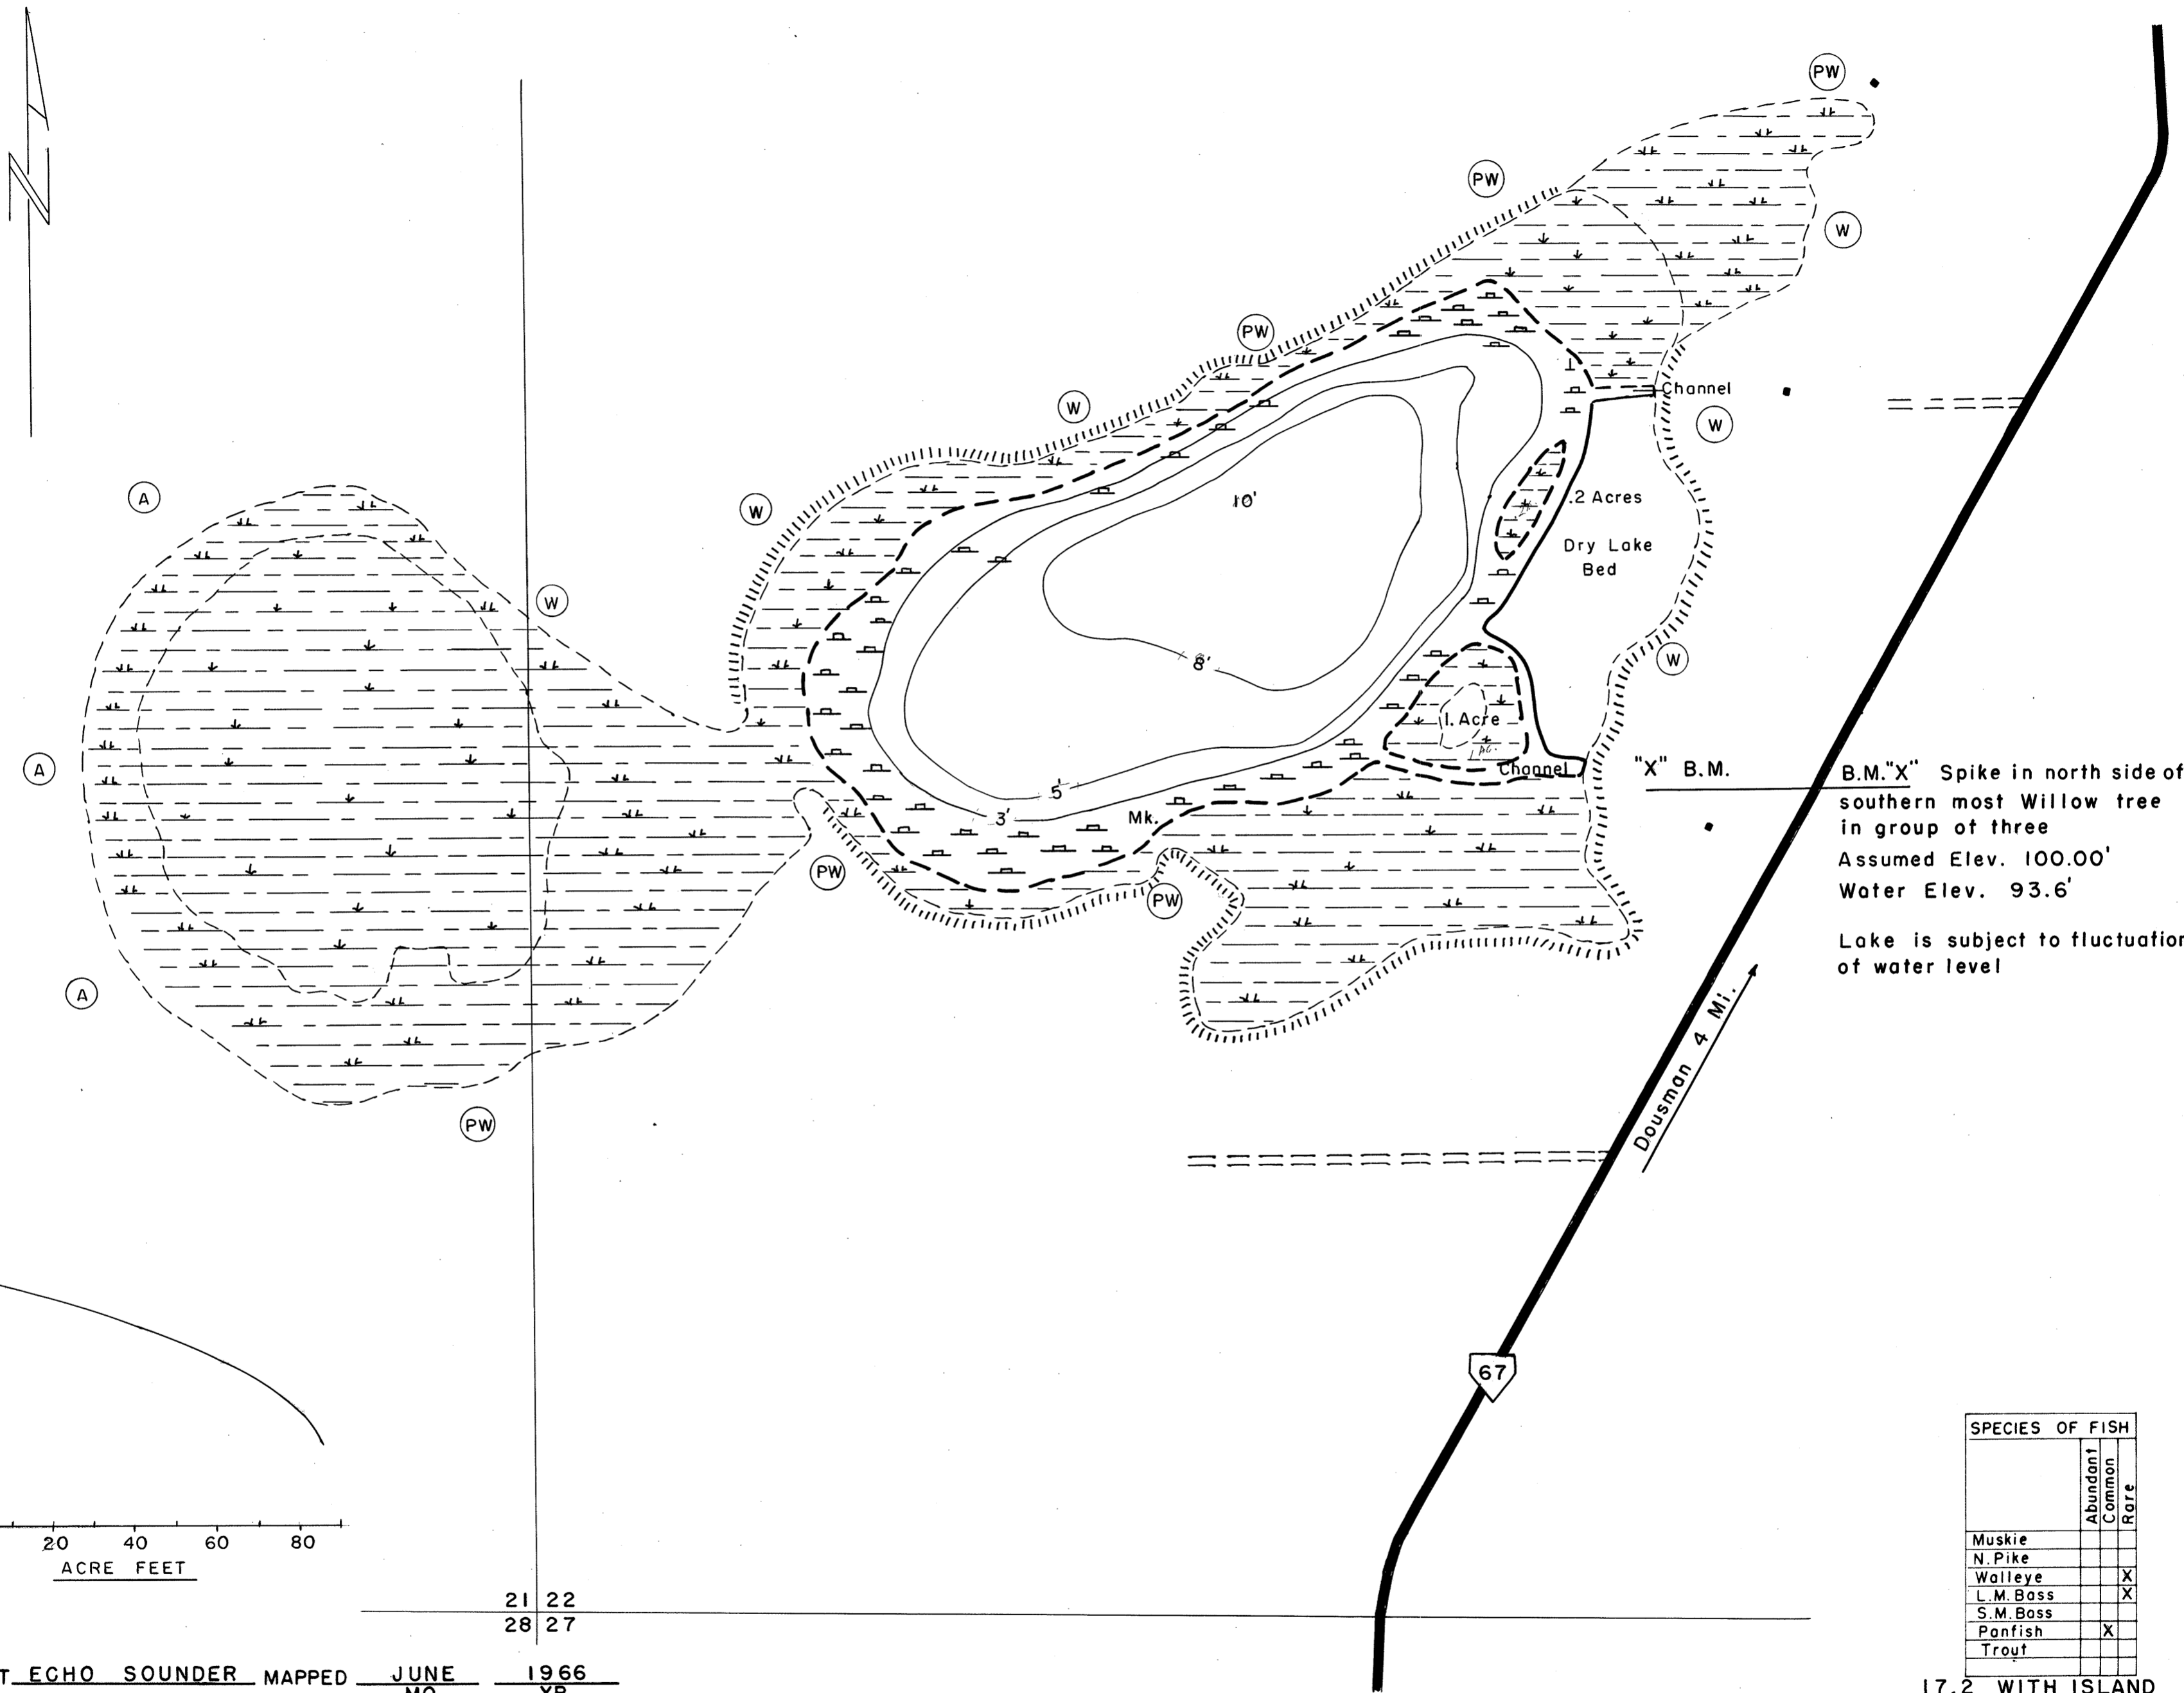 PW
PW
W
PW
Channel
W
W
A
10'
.2 Acres
W
Dry Lake
Bed
W
8'
W
1. Acre
A
Channel
"X" B.M.
B.M."X" Spike in north side of
southern most Willow tree
in group of three
Assumed Elev. 100.00'
Water Elev. 93.6'
Lake is subject to fluctuation
of water level
5'
3'
Mk.
PW
PW
A
PW
Dousman 4 Mi.
67
20 40 60 80
ACRE FEET
21 22
28 27
SPECIES OF FISH
Abundant
Common
Rare
Muskie
N. Pike
Walleye X
L.M. Bass X
S.M. Bass
Panfish X
Trout
T ECHO SOUNDER MAPPED JUNE 1966
MO. YR.
17.2 WITH ISLAND